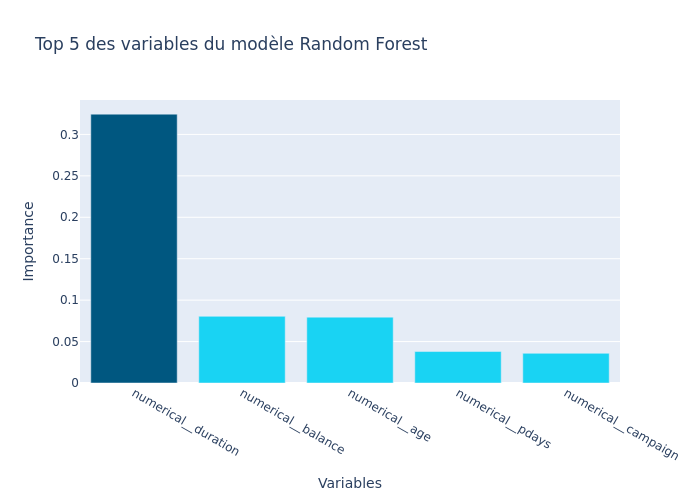 Top 5 des variables du modèle Random Forest
Importance
0.3
0.25
0.2
0.15
0.1
0.05
0
numerical__duration
numerical__balance
numerical__age
numerical__pdays
numerical__campaign
Variables